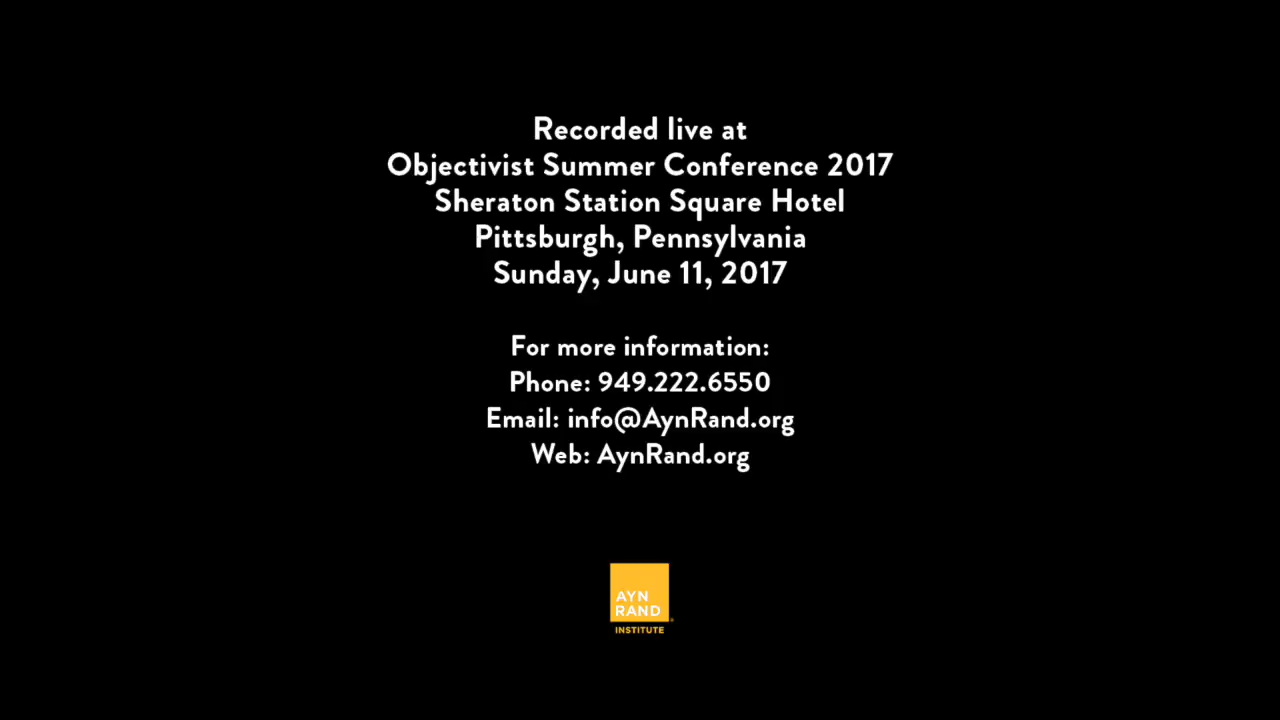 Recorded live at
Objectivist Summer Conference 2017
Sheraton Station Square Hotel
Pittsburgh, Pennsylvania
Sunday, June 11, 2017
For more information:
Phone: 949.222.6550
Email: info@AynRand.org
Web: AynRand.org
AYN
RAND
INSTITUTE